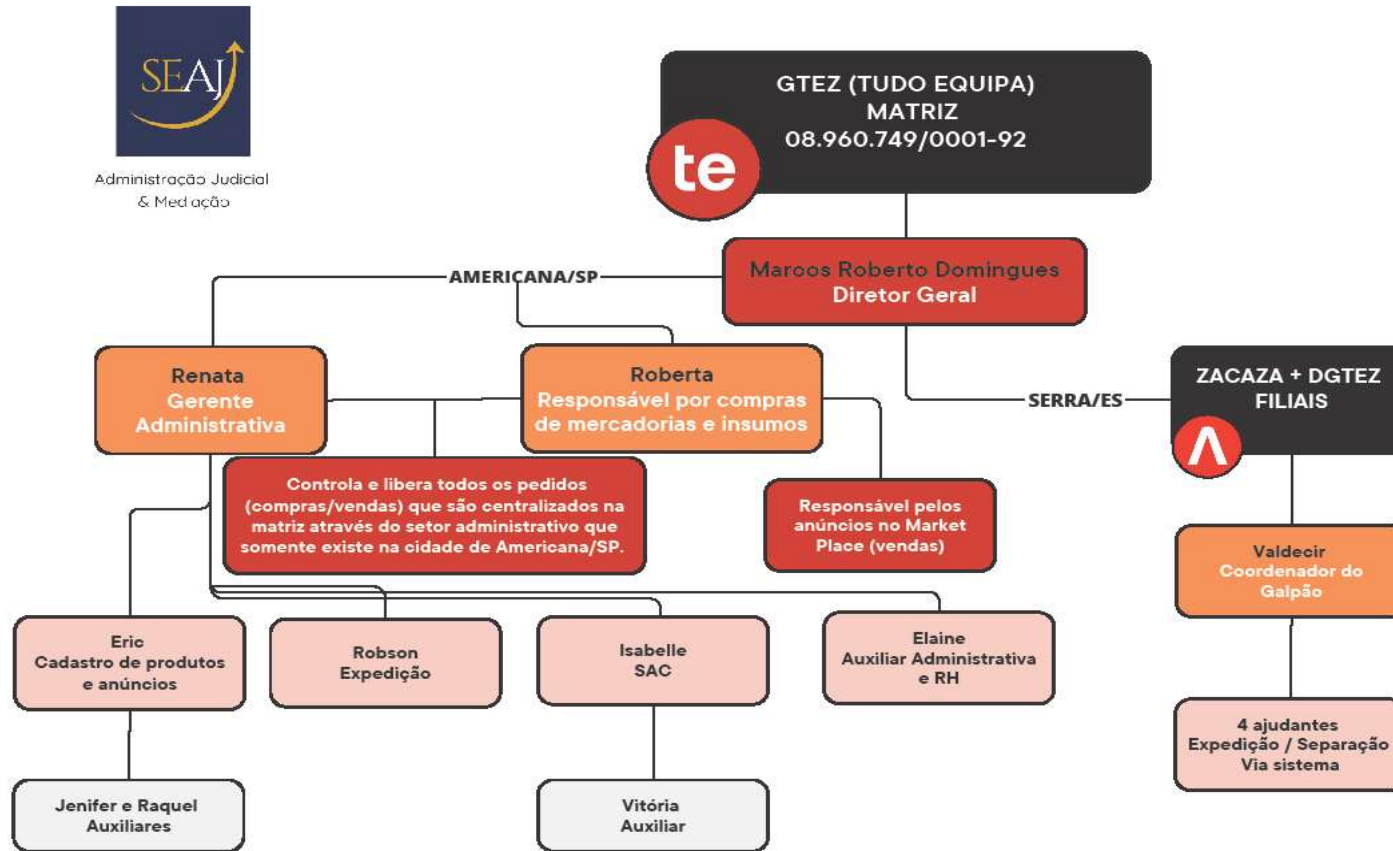 SEAJ
Administração Judicial
& Mediação
GTEZ (TUDO EQUIPA)
MATRIZ
08.960.749/0001-92
te
Marcos Roberto Domingues
Diretor Geral
AMERICANA/SP
Renata
Gerente
Administrativa
Roberta
Responsável por compras
de mercadorias e insumos
SERRA/ES
ZACAZA + DGTEZ
FILIAIS
Controla e libera todos os pedidos
(compras/vendas) que são centralizados na
matriz através do setor administrativo que
somente existe na cidade de Americana/SP.
Responsável pelos
anúncios no Market
Place (vendas)
Valdecir
Coordenador do
Galpão
Eric
Cadastro de produtos
e anúncios
Robson
Expedição
Isabelle
SAC
Elaine
Auxiliar Administrativa
e RH
4 ajudantes
Expedição / Separação
Via sistema
Jenifer e Raquel
Auxiliares
Vitória
Auxiliar